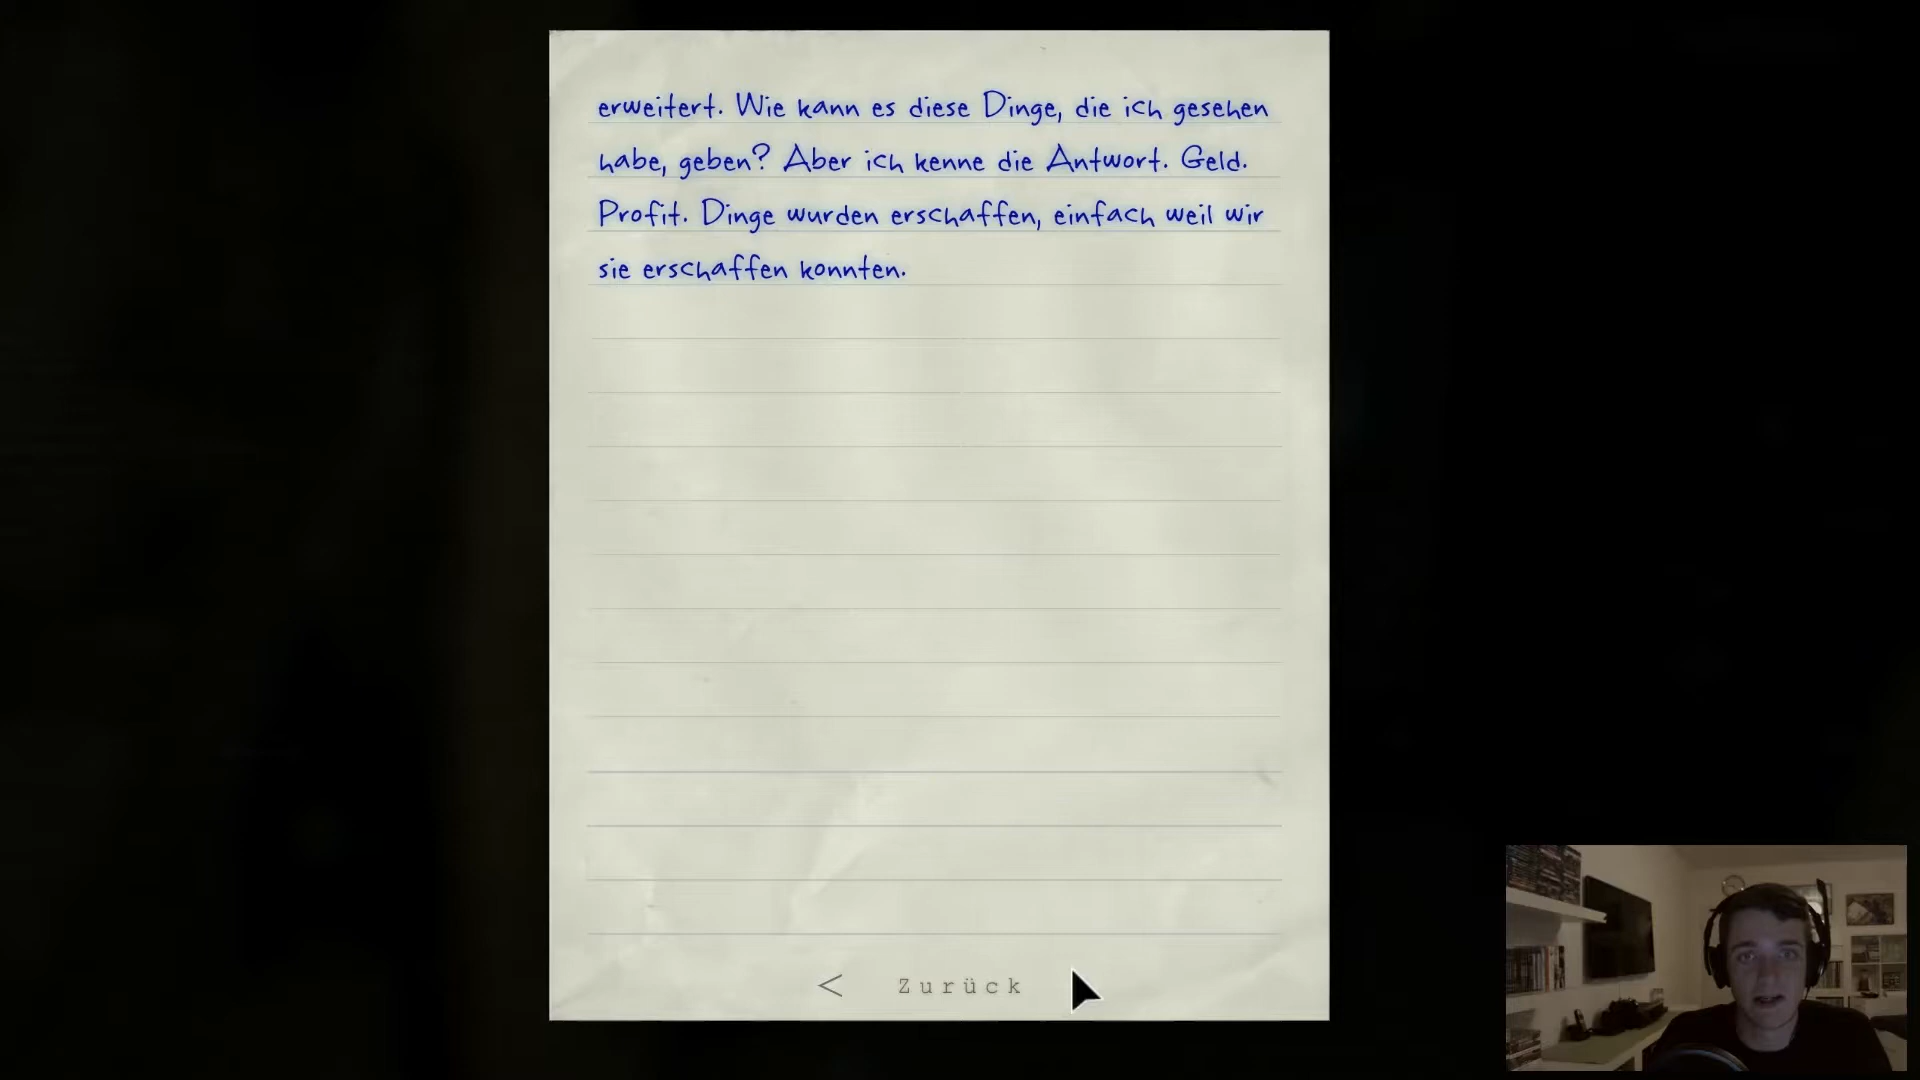 erweitert. Wie kann es diese Dinge, die ich gesehen
habe, geben? Aber ich kenne die Antwort. Geld.
Profit. Dinge wurden erschaffen, einfach weil wir
sie erschaffen konnten.
< Zurück